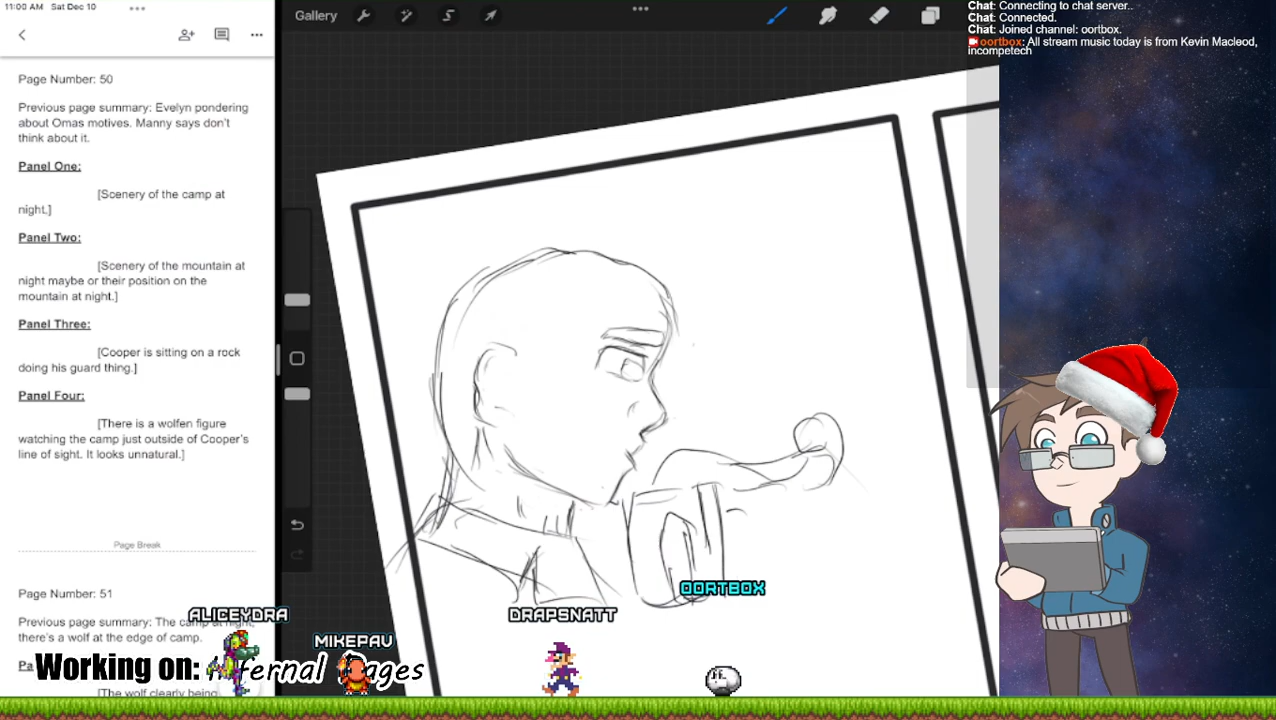 11:00 AM Sat Dec 10
Page Number: 50
Previous page summary: Evelyn pondering
about Omas motives. Manny says don't
think about it.
Panel One:
[Scenery of the camp at
night.]
Panel Two:
[Scenery of the mountain at
night maybe or their position on the
mountain at night.]
Panel Three:
[Cooper is sitting on a rock
doing his guard thing.]
Panel Four:
[There is a wolfen figure
watching the camp just outside of Cooper's
line of sight. It looks unnatural.]
Page Break
Page Number: 51
Previous page summary: The camp at night,
there's a wolf at the edge of camp.
[The wolf clearly being
Gallery
Chat: Connecting to chat server..
Chat: Connected.
Chat: Joined channel: oortbox.
oortbox: All stream music today is from Kevin Macleod,
incompetech
ALICEYDRA
MIKEPAV
DRAPSNATT
OORTBOX
Working on: Infernal Pages